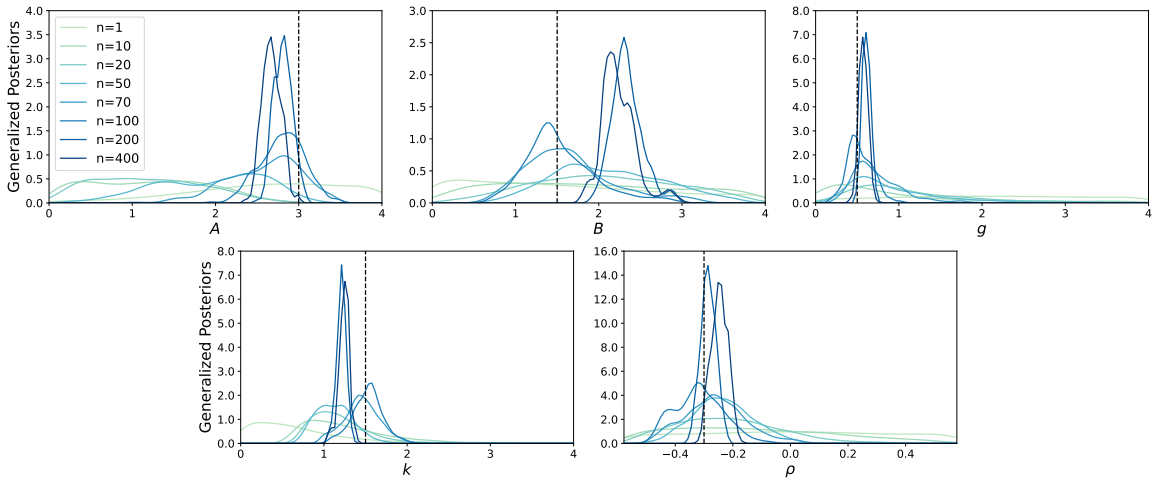 Generalized Posteriors
4.0
3.5
3.0
2.5
2.0
1.5
1.0
0.5
0.0
n=1
n=10
n=20
n=50
n=70
n=100
n=200
n=400
0 1 2 3 4
A
3.0
2.5
2.0
1.5
1.0
0.5
0.0
0 1 2 3 4
B
8.0
7.0
6.0
5.0
4.0
3.0
2.0
1.0
0.0
0 1 2 3 4
g
Generalized Posteriors
8.0
7.0
6.0
5.0
4.0
3.0
2.0
1.0
0.0
0 1 2 3 4
k
16.0
14.0
12.0
10.0
8.0
6.0
4.0
2.0
0.0
−0.4 −0.2 0.0 0.2 0.4
ρ